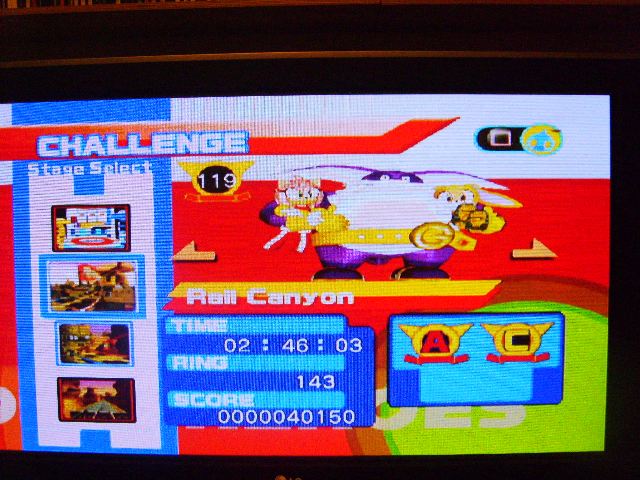 CHALLENGE
Stage Select
119
Rail Canyon
TIME
02 : 46 : 03
RING
143
SCORE
0000040150
A C